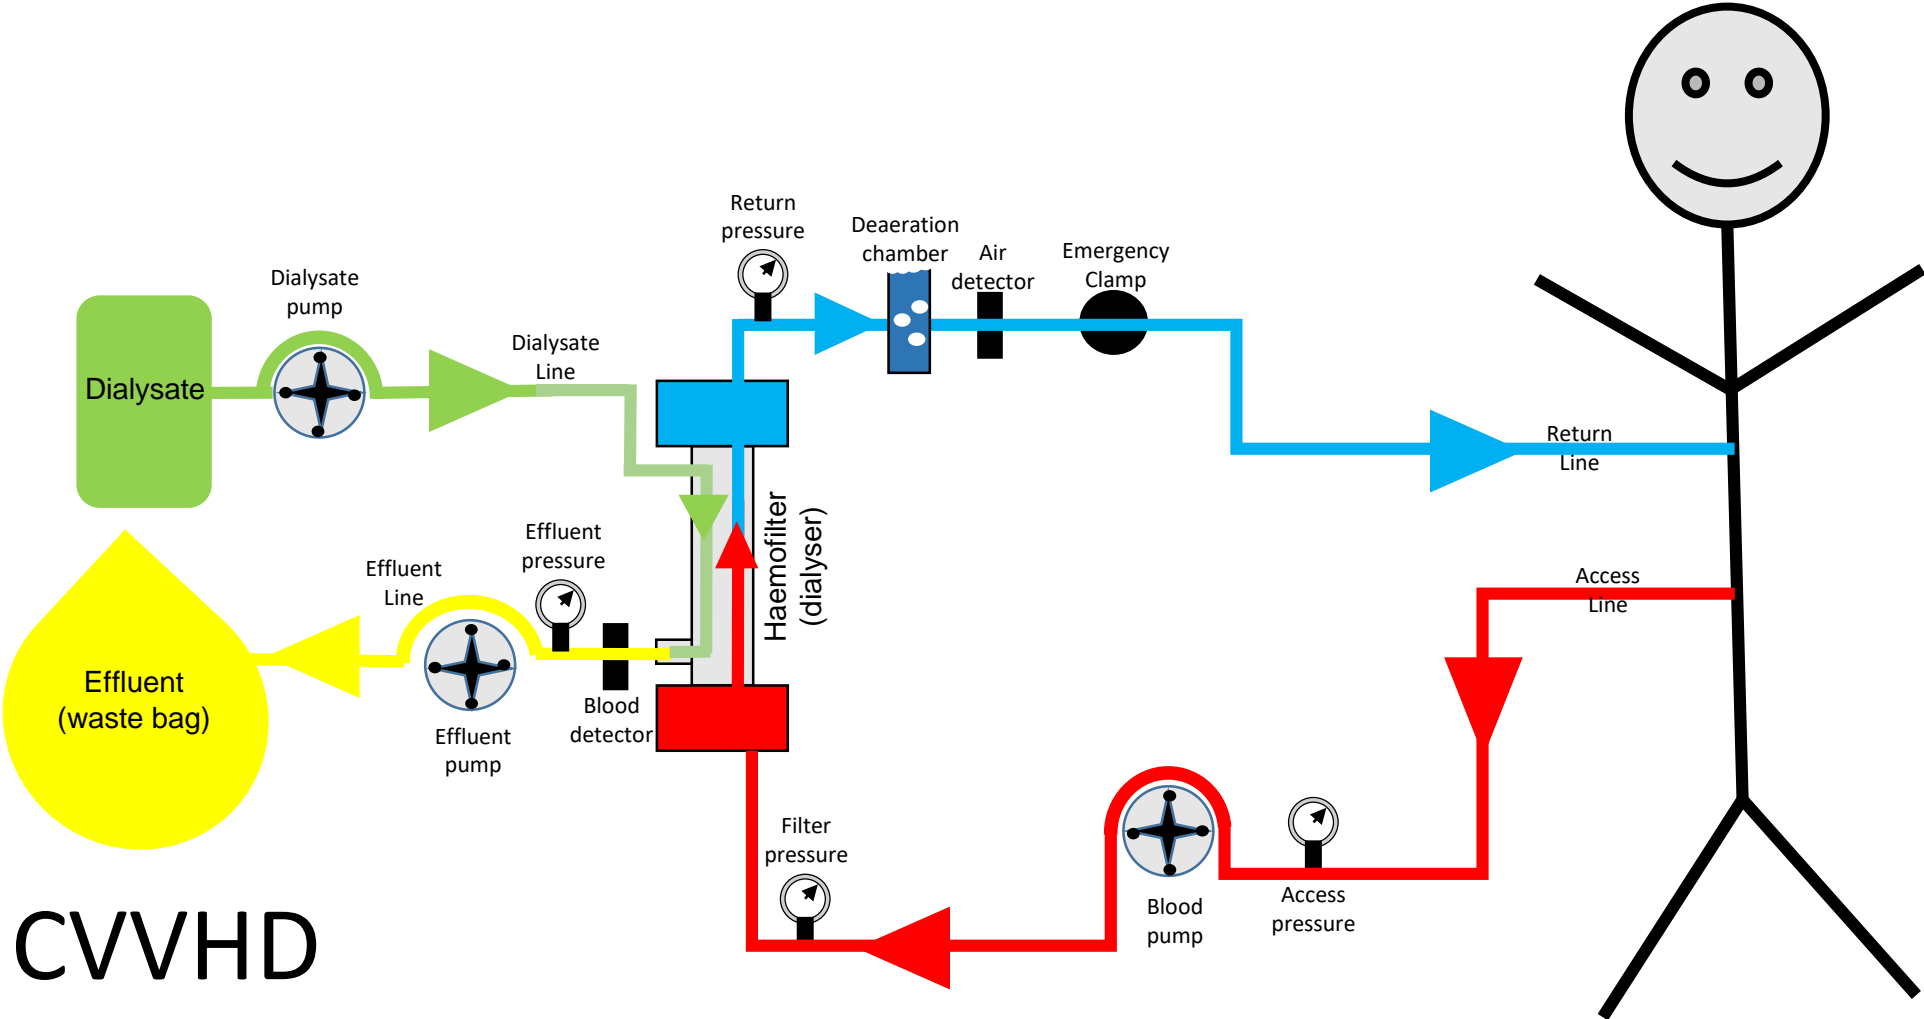 Return
pressure
Deaeration
chamber
Air
detector
Emergency
Clamp
Dialysate
pump
Dialysate
Line
Dialysate
Return
Line
Haemofilter
(dialyser)
Effluent
pressure
Effluent
Line
Access
Line
Effluent
(waste bag)
Blood
detector
Effluent
pump
Filter
pressure
Blood
pump
Access
pressure
CVVHD